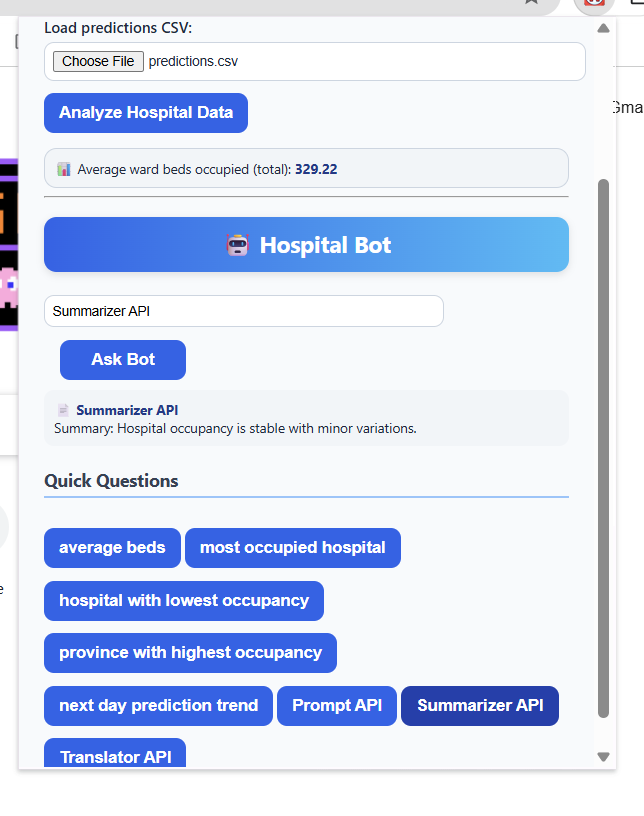 Load predictions CSV:
Choose File predictions.csv
Gma
Analyze Hospital Data
Average ward beds occupied (total): 329.22
Hospital Bot
Summarizer API
Ask Bot
Summarizer API
Summary: Hospital occupancy is stable with minor variations.
Quick Questions
average beds most occupied hospital
hospital with lowest occupancy
province with highest occupancy
next day prediction trend Prompt API Summarizer API
Translator API